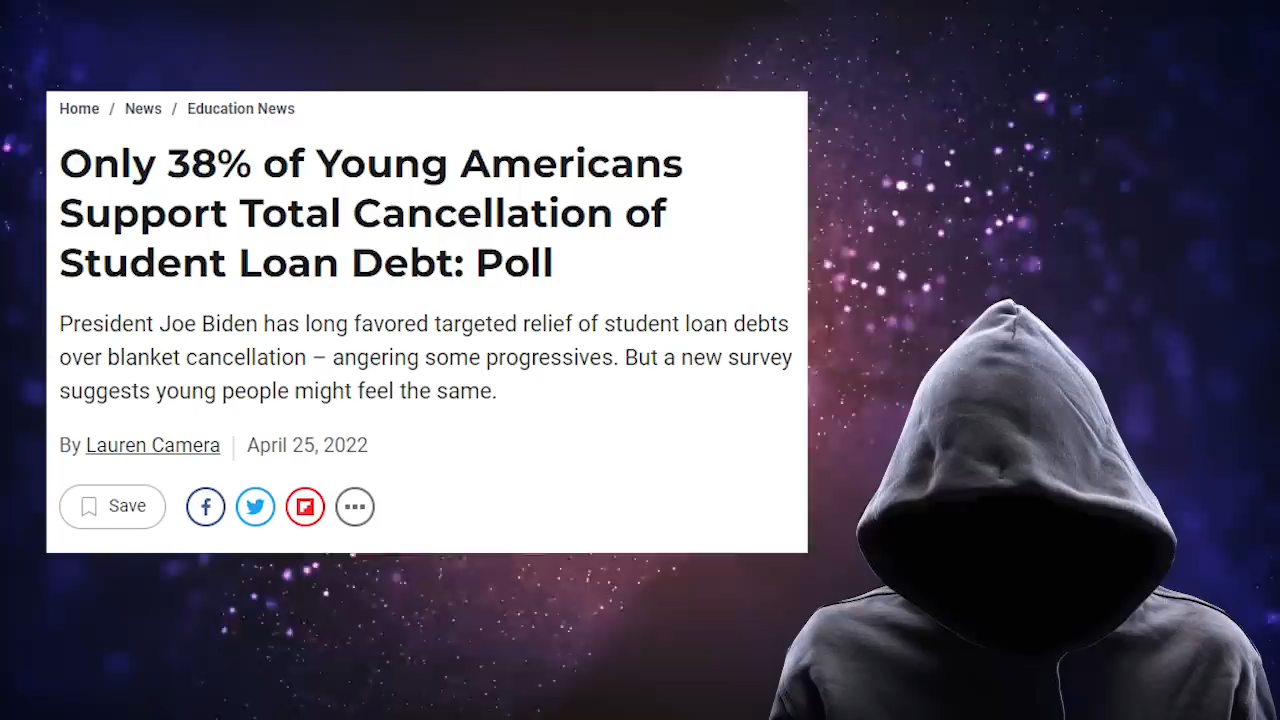 Home / News / Education News
Only 38% of Young Americans
Support Total Cancellation of
Student Loan Debt: Poll
President Joe Biden has long favored targeted relief of student loan debts
over blanket cancellation – angering some progressives. But a new survey
suggests young people might feel the same.
By Lauren Camera | April 25, 2022
Save